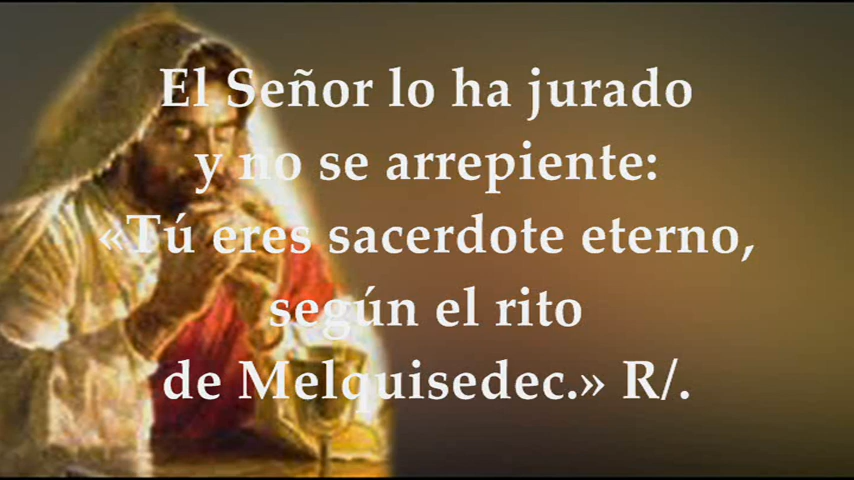 El Señor lo ha jurado
y no se arrepiente:
«Tú eres sacerdote eterno,
según el rito
de Melquisedec.» R/.